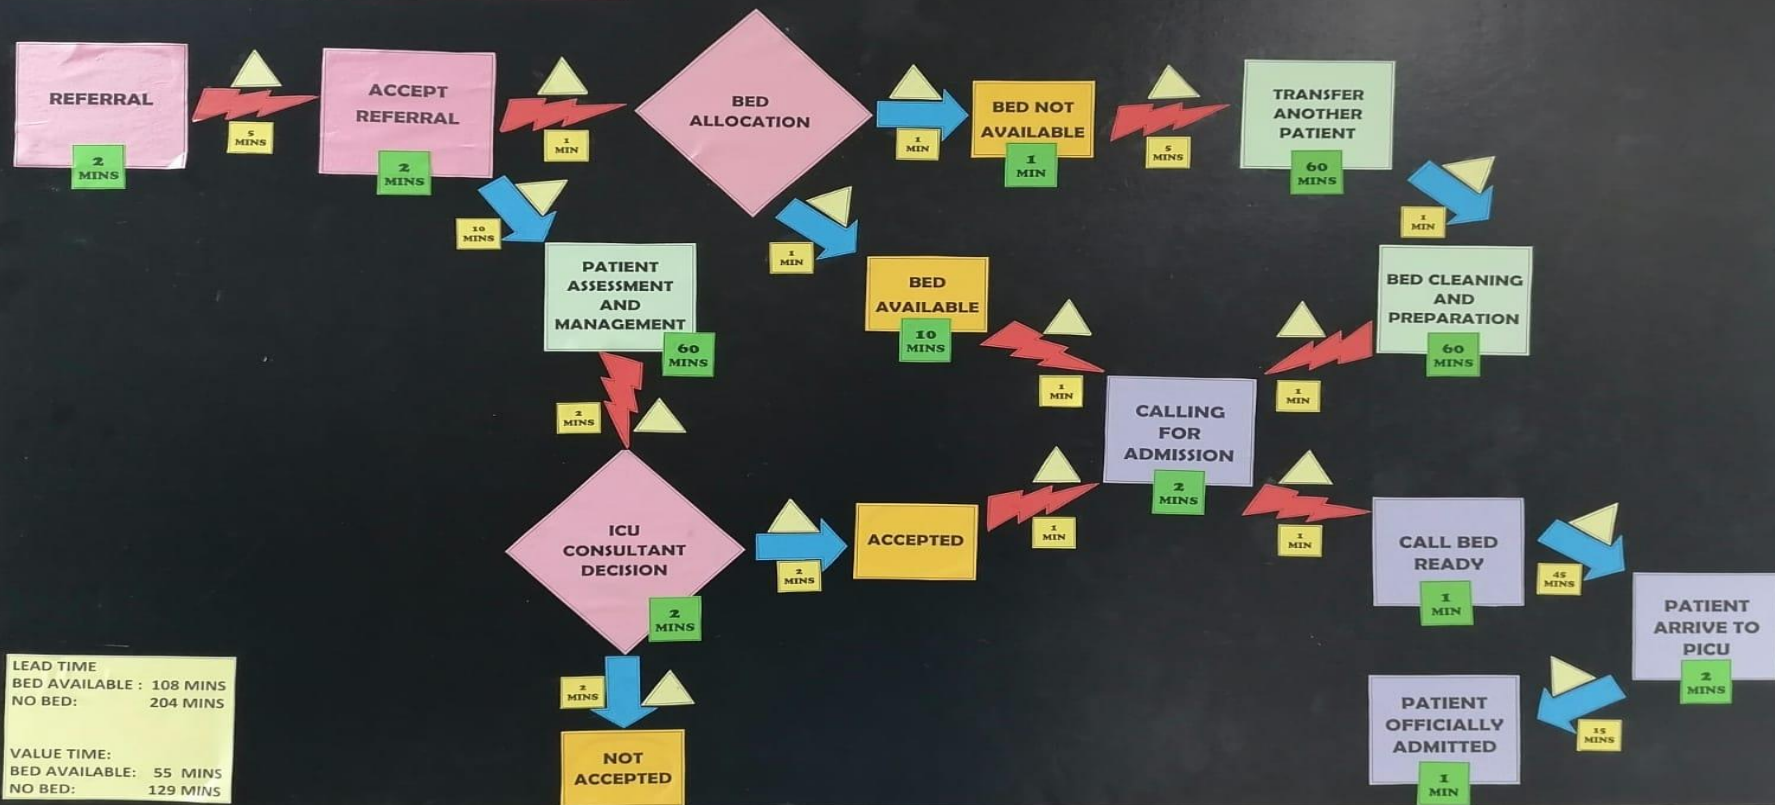 REFERRAL
2
MINS
5
MINS
ACCEPT
REFERRAL
2
MINS
1
MIN
BED
ALLOCATION
1
MIN
BED NOT
AVAILABLE
1
MIN
5
MINS
TRANSFER
ANOTHER
PATIENT
60
MINS
1
MIN
10
MINS
PATIENT
ASSESSMENT
AND
MANAGEMENT
60
MINS
1
MIN
BED
AVAILABLE
10
MINS
1
MIN
BED CLEANING
AND
PREPARATION
60
MINS
1
MIN
CALLING
FOR
ADMISSION
2
MINS
2
MINS
ICU
CONSULTANT
DECISION
2
MINS
2
MINS
ACCEPTED
1
MIN
1
MIN
CALL BED
READY
1
MIN
45
MINS
PATIENT
ARRIVE TO
PICU
2
MINS
15
MINS
PATIENT
OFFICIALLY
ADMITTED
1
MIN
2
MINS
NOT
ACCEPTED
LEAD TIME
BED AVAILABLE : 108 MINS
NO BED: 204 MINS
VALUE TIME:
BED AVAILABLE: 55 MINS
NO BED: 129 MINS